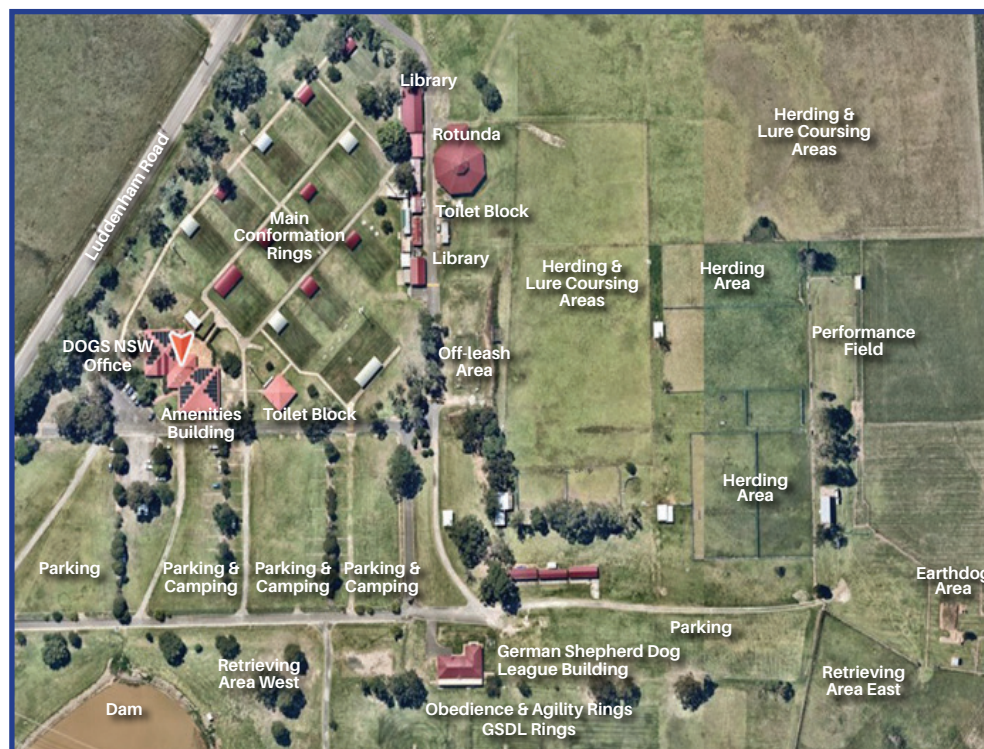 Library
Herding &
Lure Coursing
Areas
Rotunda
Luddenham Road
Toilet Block
Main
Conformation
Rings
Library
Herding &
Lure Coursing
Areas
Herding
Area
Performance
Field
DOGS NSW
Office
Off-leash
Area
Amenities
Building
Toilet Block
Herding
Area
Parking
Parking &
Camping
Parking &
Camping
Parking &
Camping
Earthdog
Area
Parking
German Shepherd Dog
League Building
Retrieving
Area West
Retrieving
Area East
Dam
Obedience & Agility Rings
GSDL Rings